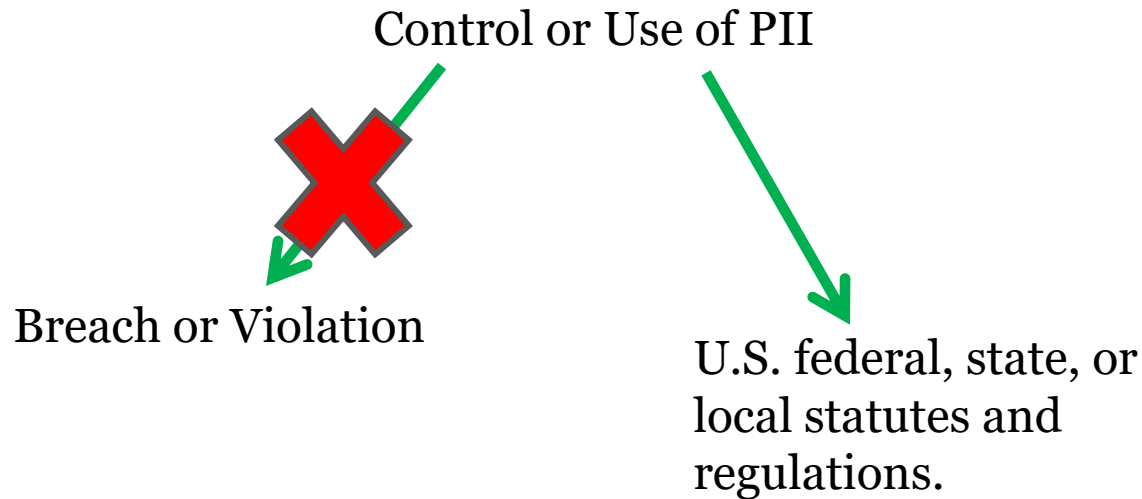 Control or Use of PII
Breach or Violation
U.S. federal, state, or
local statutes and
regulations.